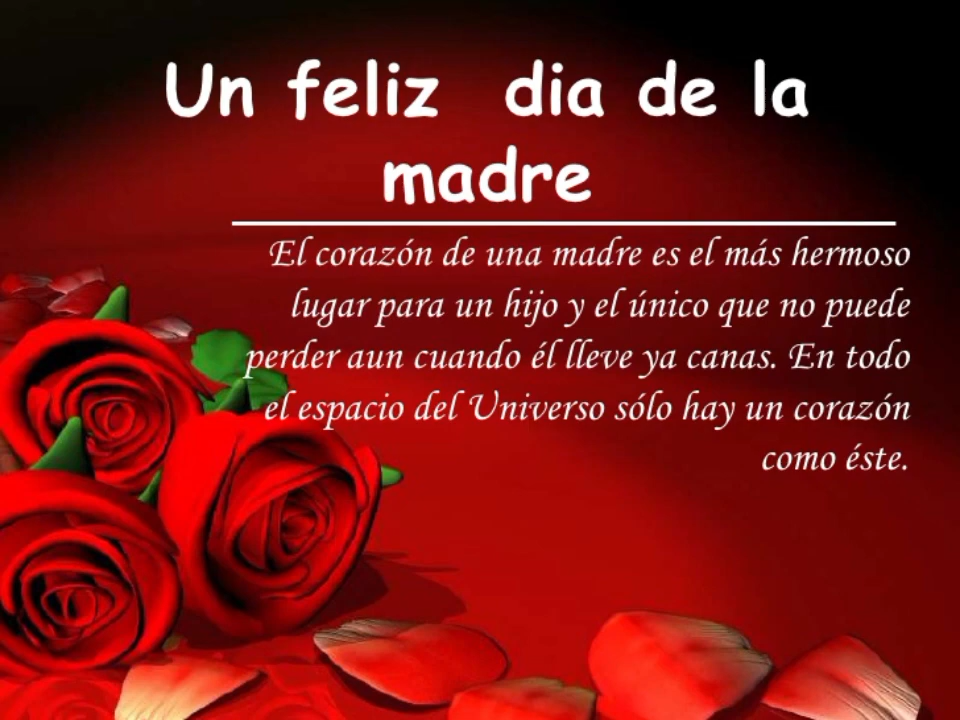 Un feliz dia de la
madre
El corazón de una madre es el más hermoso
lugar para un hijo y el único que no puede
perder aun cuando él lleve ya canas. En todo
el espacio del Universo sólo hay un corazón
como éste.